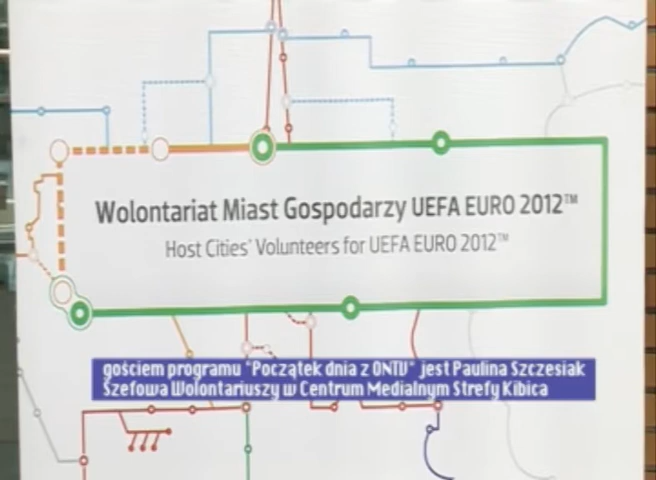 Wolontariat Miast Gospodarzy UEFA EURO 2012™
Host Cities' Volunteers for UEFA EURO 2012™
gościem programu "Początek dnia z ONTV" jest Paulina Szczesiak
Szefowa Wolontariuszy w Centrum Medialnym Strefy Kibica